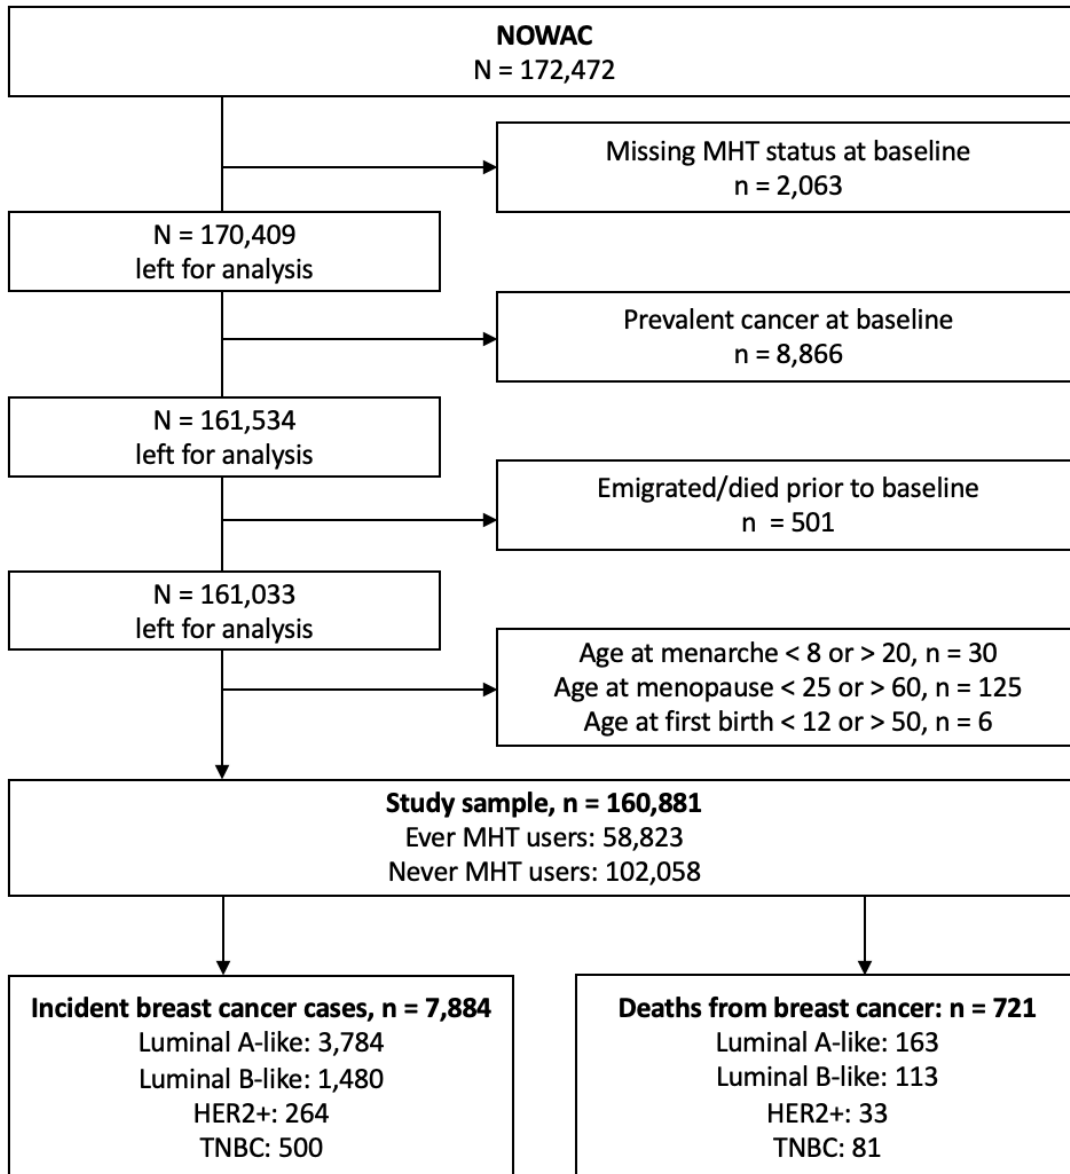 NOWAC
N = 172,472
Missing MHT status at baseline
n = 2,063
N = 170,409
left for analysis
Prevalent cancer at baseline
n = 8,866
N = 161,534
left for analysis
Emigrated/died prior to baseline
n = 501
N = 161,033
left for analysis
Age at menarche < 8 or > 20, n = 30
Age at menopause < 25 or > 60, n = 125
Age at first birth < 12 or > 50, n = 6
Study sample, n = 160,881
Ever MHT users: 58,823
Never MHT users: 102,058
Incident breast cancer cases, n = 7,884
Luminal A-like: 3,784
Luminal B-like: 1,480
HER2+: 264
TNBC: 500
Deaths from breast cancer: n = 721
Luminal A-like: 163
Luminal B-like: 113
HER2+: 33
TNBC: 81